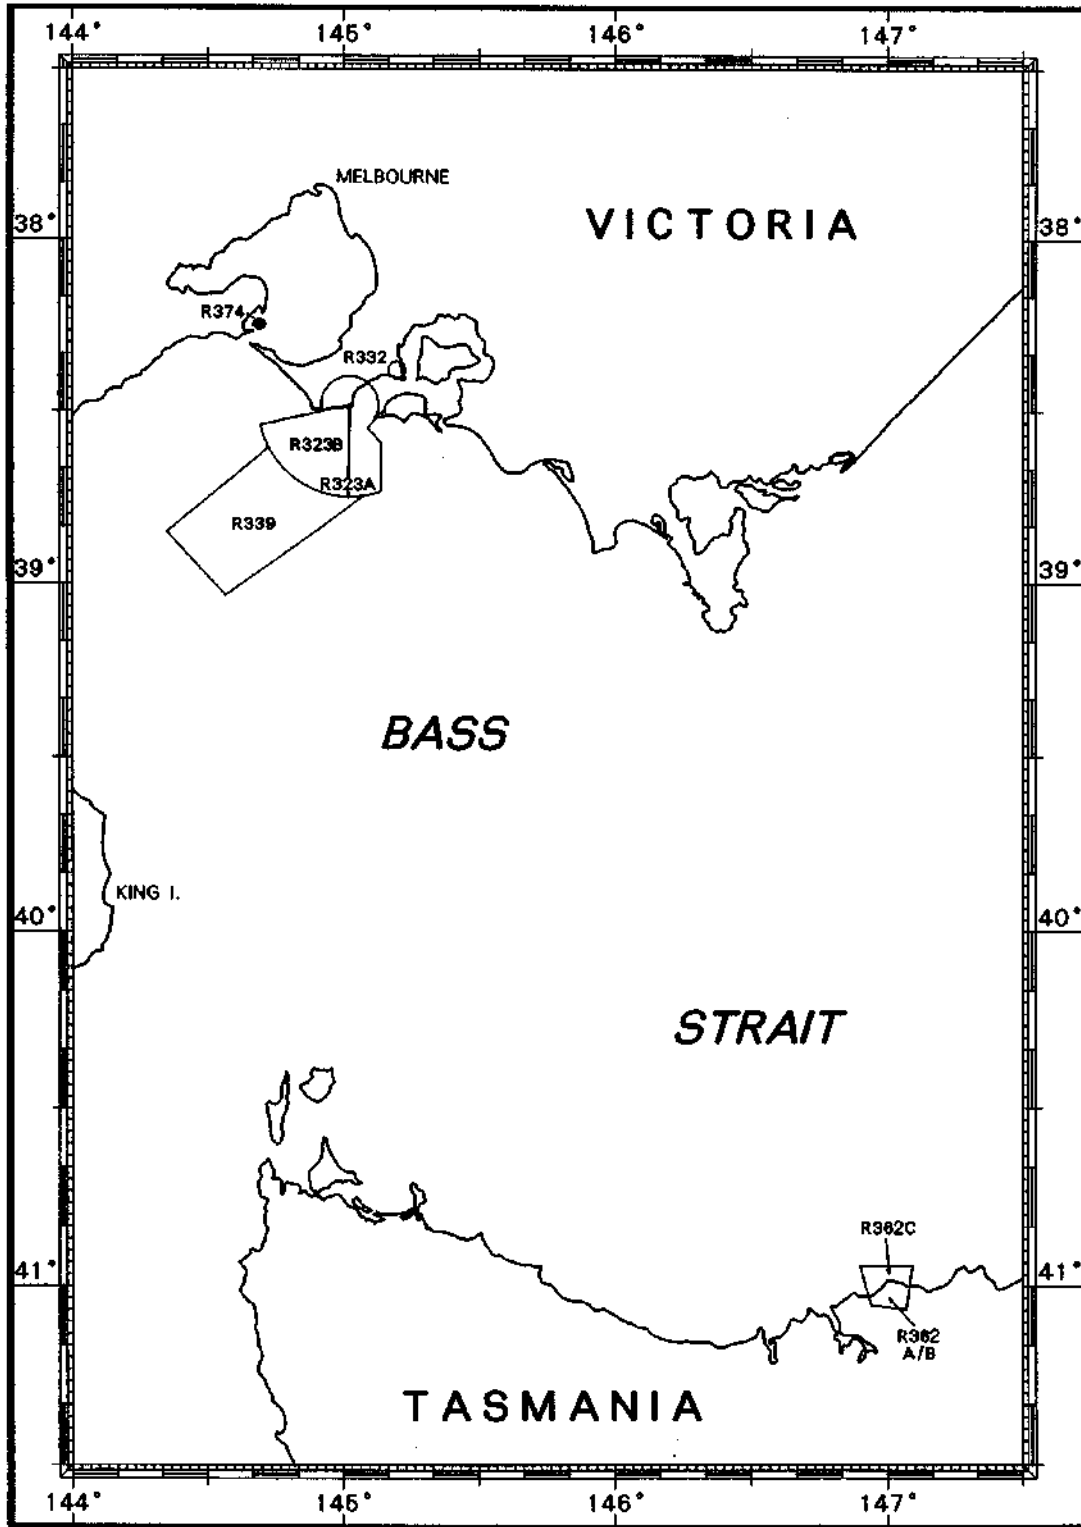 144° 145° 146° 147°
MELBOURNE
VICTORIA
38° 38°
R374
R332
R323B
R323A
R339
39° 39°
BASS
KING I.
40° 40°
STRAIT
R362C
41° 41°
R362
A/B
TASMANIA
144° 145° 146° 147°